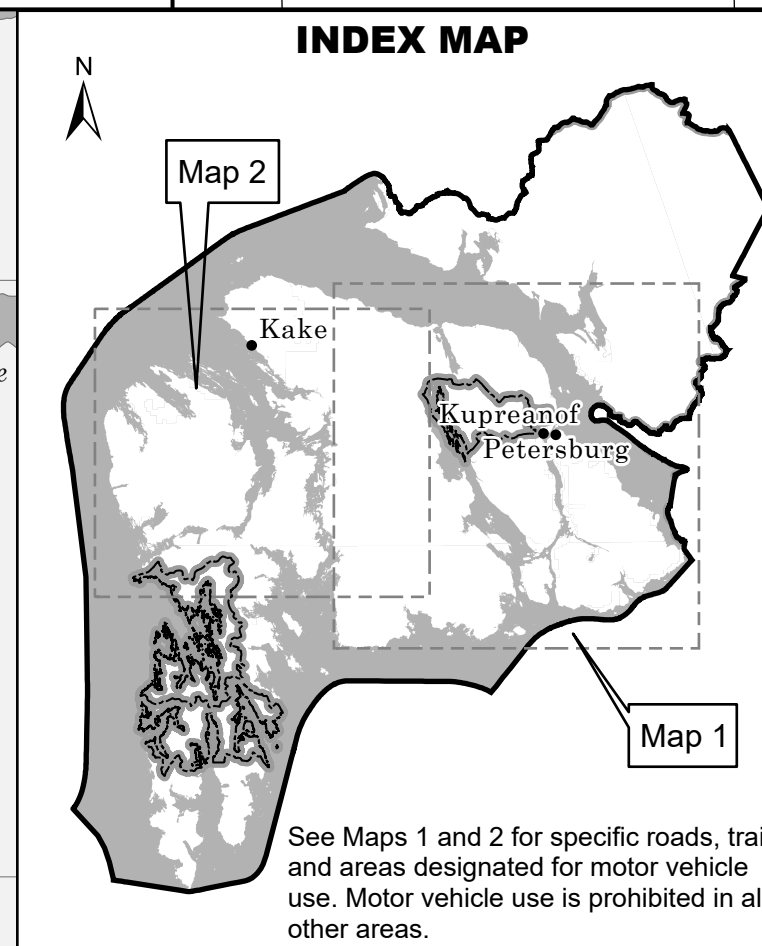 INDEX MAP
N
Map 2
Kake
Kupreanof
Petersburg
Map 1
e
See Maps 1 and 2 for specific roads, trai
and areas designated for motor vehicle
use. Motor vehicle use is prohibited in al
other areas.